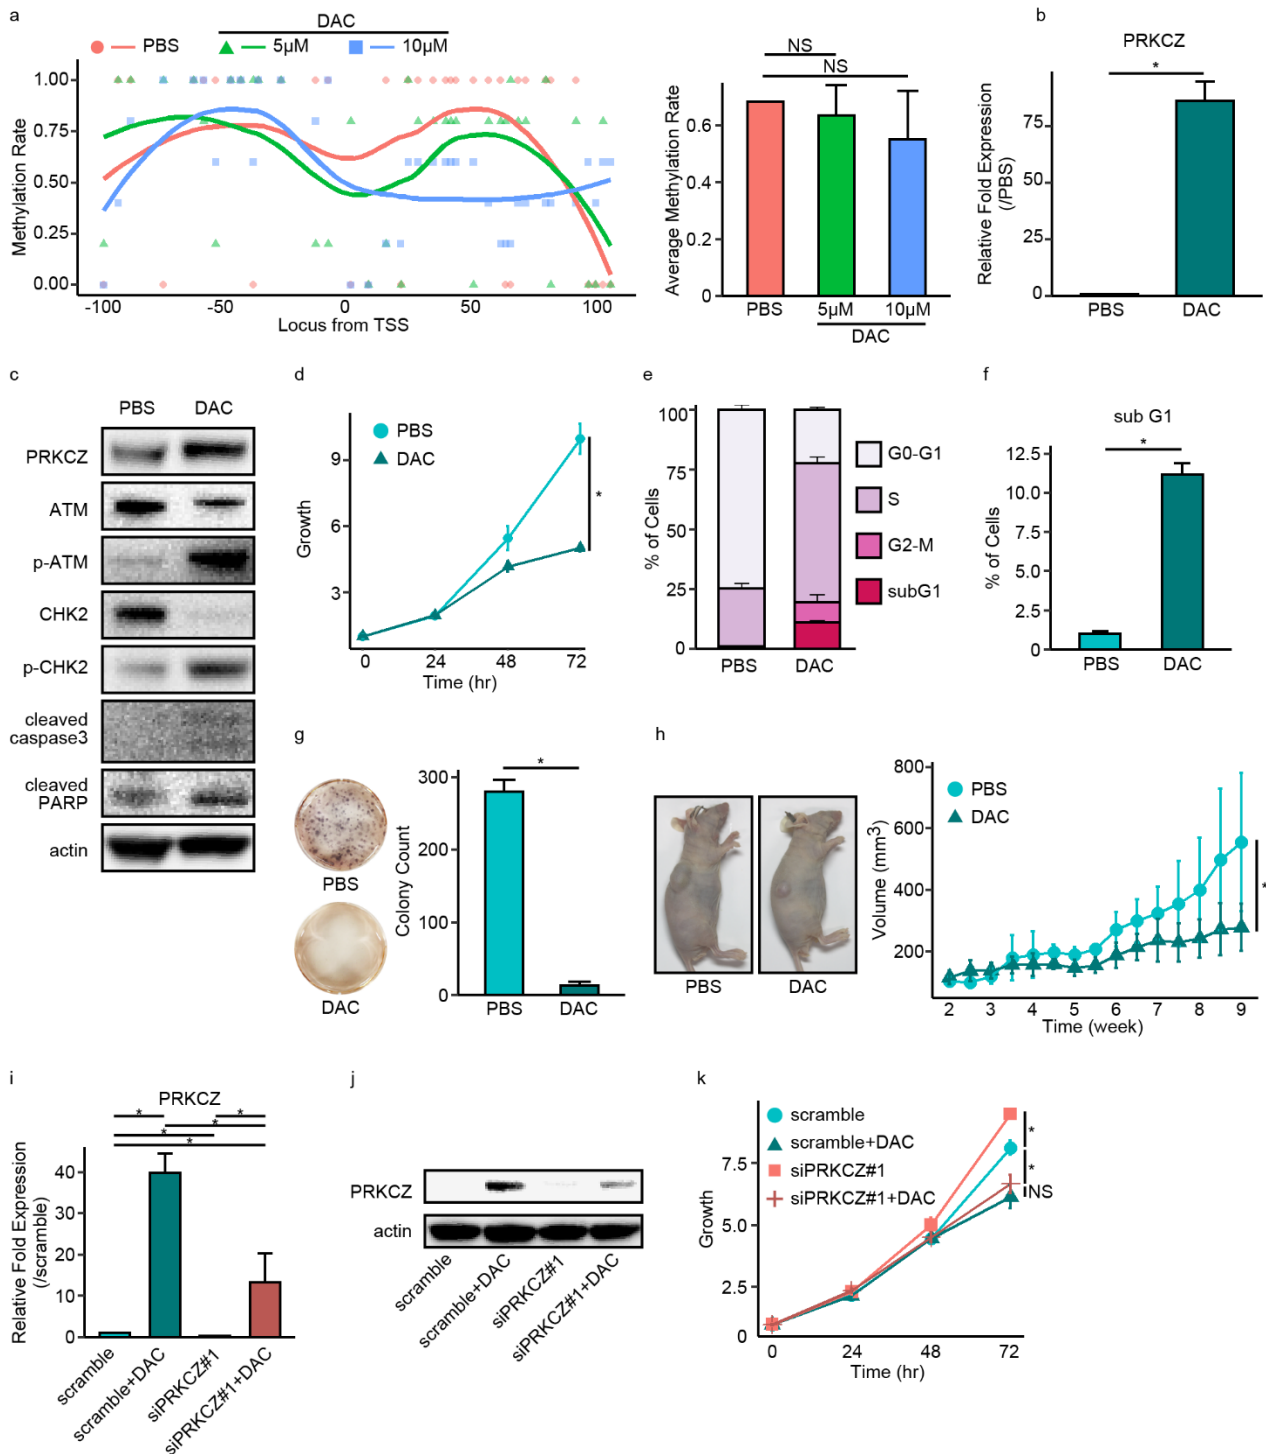 a
DAC
PBS
5μM
10μM
1.00
0.75
0.50
0.25
0.00
Methylation Rate
-100
-50
0
50
100
Locus from TSS
NS
NS
0.6
0.4
0.2
0
Average Methylation Rate
PBS
5μM
10μM
DAC
b
PRKCZ
*
75
50
25
0
Relative Fold Expression
(/PBS)
PBS
DAC
c
PBS
DAC
PRKCZ
ATM
p-ATM
CHK2
p-CHK2
cleaved
caspase3
cleaved
PARP
actin
d
PBS
DAC
9
6
3
Growth
*
0
24
48
72
Time (hr)
e
100
75
50
25
0
% of Cells
PBS
DAC
G0-G1
S
G2-M
subG1
f
sub G1
*
12.5
10.0
7.5
5.0
2.5
0
% of Cells
PBS
DAC
g
PBS
DAC
*
300
200
100
0
Colony Count
PBS
DAC
h
PBS
DAC
800
600
400
200
Volume (mm³)
PBS
DAC
*
2
3
4
5
6
7
8
9
Time (week)
i
PRKCZ
*
*
*
*
*
40
30
20
10
0
Relative Fold Expression
(/scramble)
scramble
scramble+DAC
siPRKCZ#1
siPRKCZ#1+DAC
j
PRKCZ
actin
scramble
scramble+DAC
siPRKCZ#1
siPRKCZ#1+DAC
k
scramble
scramble+DAC
siPRKCZ#1
siPRKCZ#1+DAC
7.5
5.0
2.5
0
Growth
*
*
NS
0
24
48
72
Time (hr)